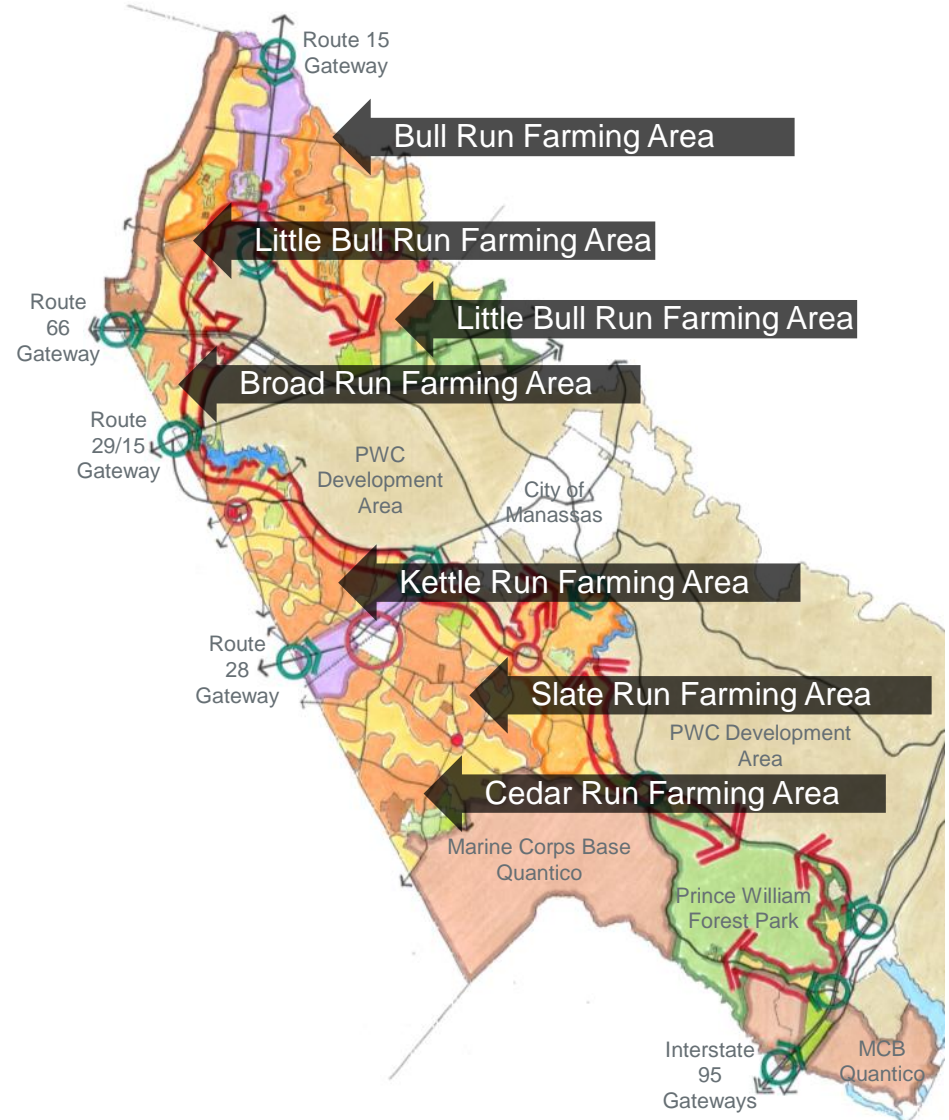 Route 15
Gateway
Bull Run Farming Area
Little Bull Run Farming Area
Route
66
Gateway
Little Bull Run Farming Area
Broad Run Farming Area
Route
29/15
Gateway
PWC
Development
Area
City of
Manassas
Kettle Run Farming Area
Route
28
Gateway
Slate Run Farming Area
PWC Development
Area
Cedar Run Farming Area
Marine Corps Base
Quantico
Prince William
Forest Park
Interstate
95
Gateways
MCB
Quantico